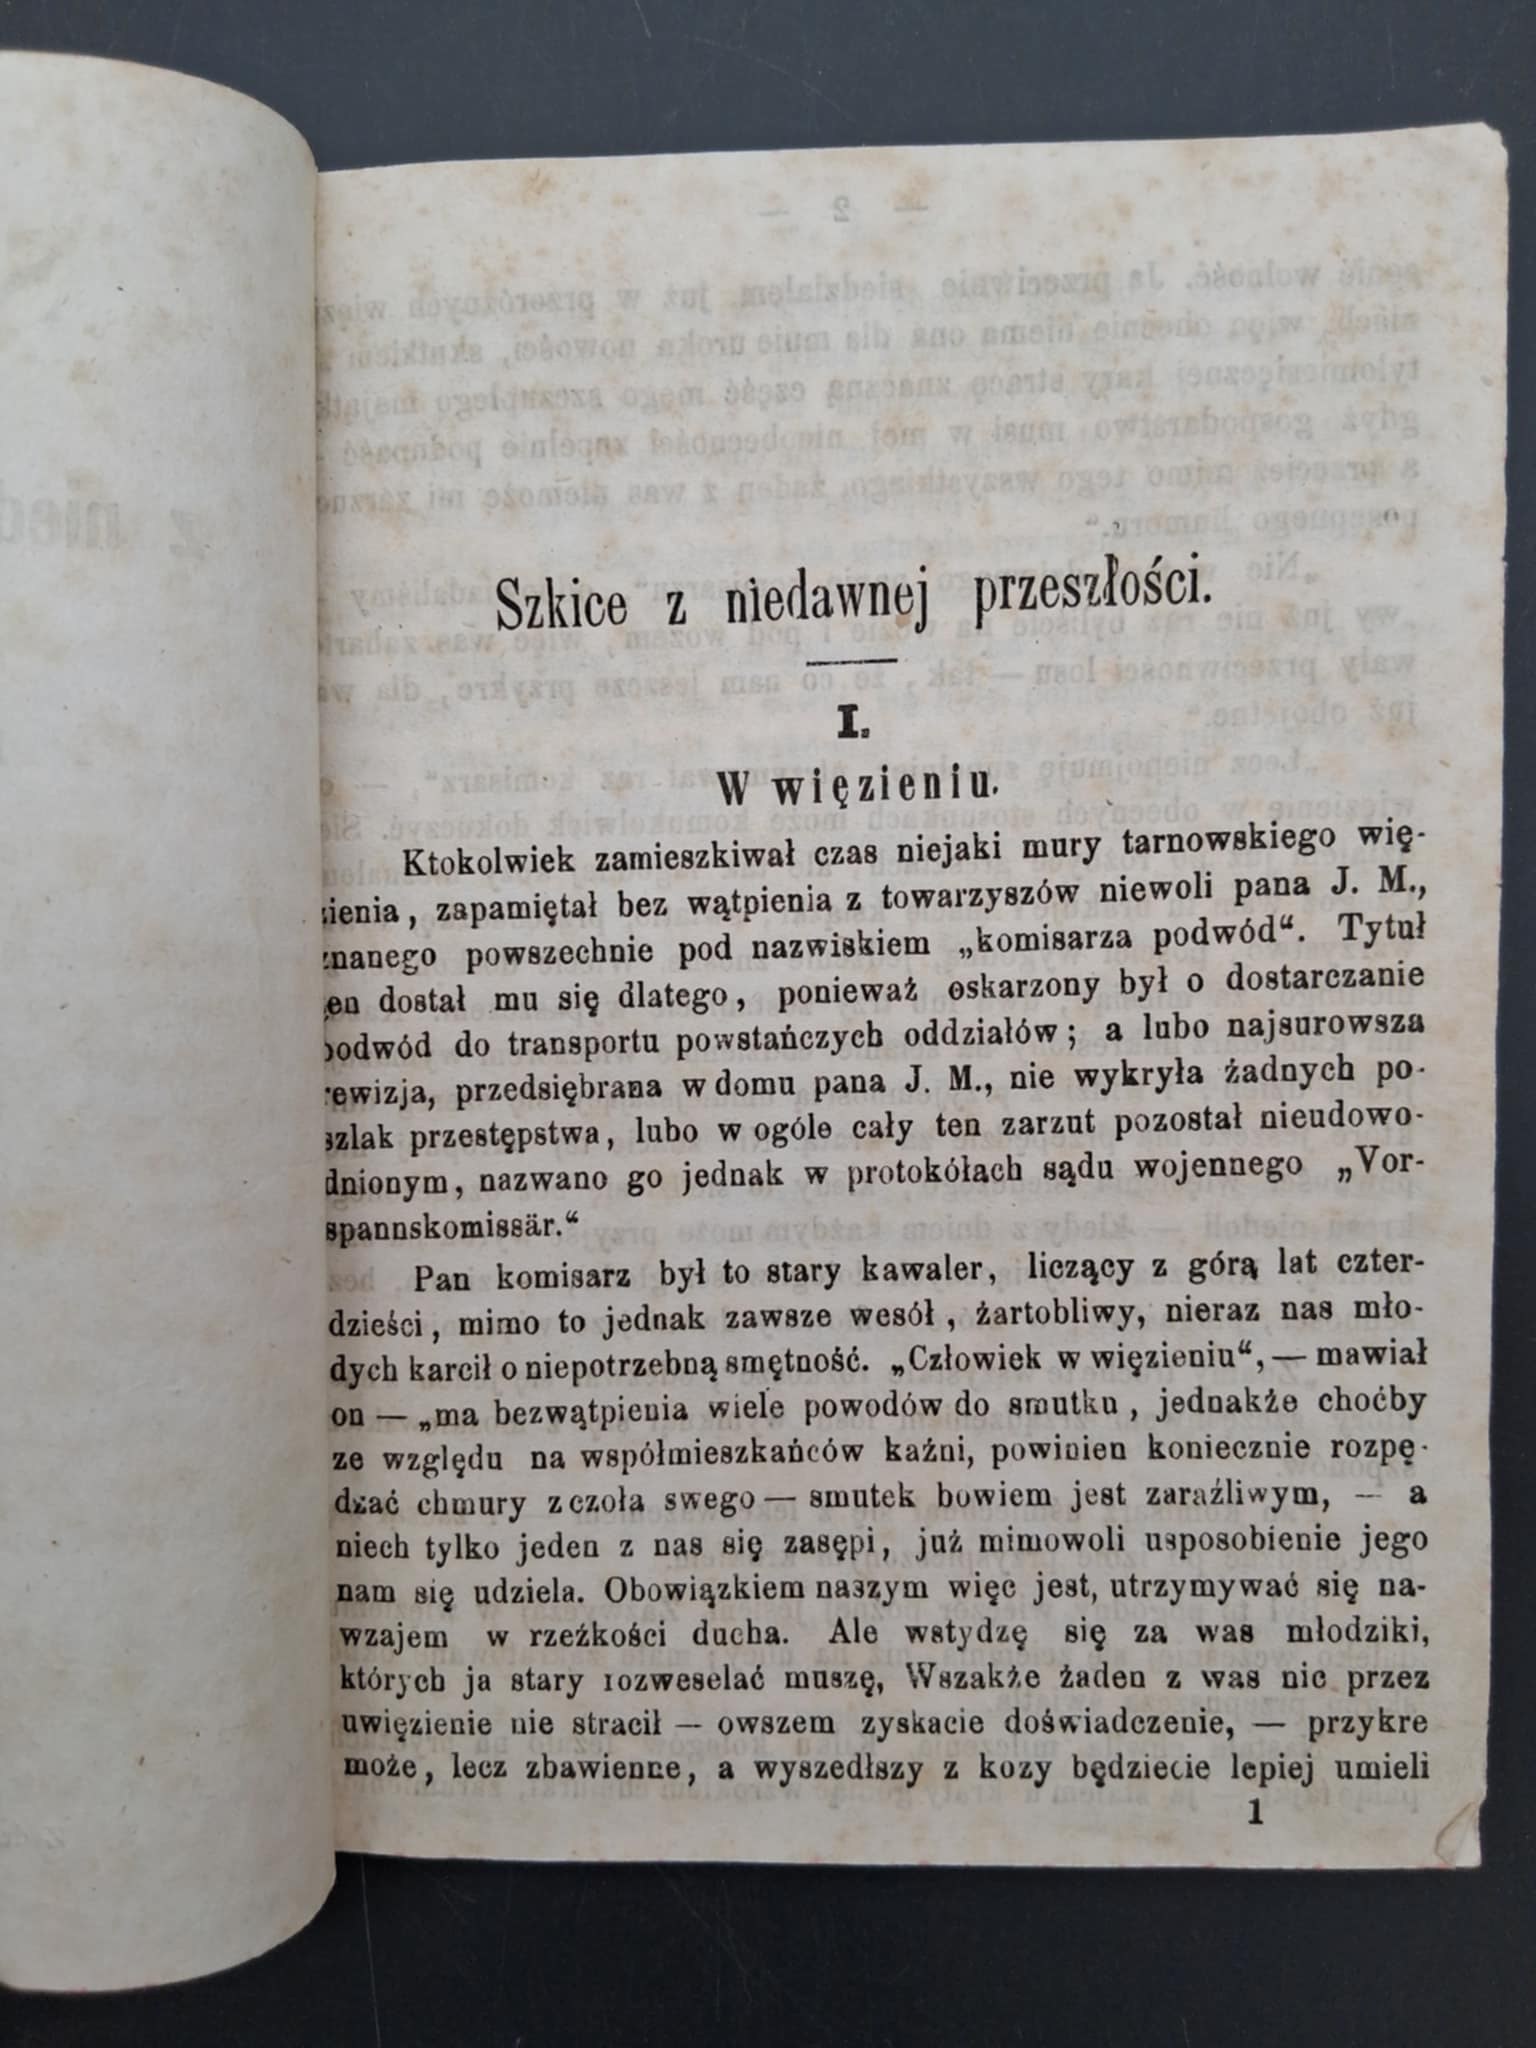 Szkice z niedawnej przeszłości.
I.
W więzieniu.
Ktokolwiek zamieszkiwał czas niejaki mury tarnowskiego wię-
zienia, zapamiętał bez wątpienia z towarzyszów niewoli pana J. M.,
znanego powszechnie pod nazwiskiem „komisarza podwód“. Tytuł
ten dostał mu się dlatego, ponieważ oskarzony był o dostarczanie
podwód do transportu powstańczych oddziałów; a lubo najsurowsza
rewizja, przedsiębrana w domu pana J. M., nie wykryła żadnych po-
szlak przestępstwa, lubo w ogóle cały ten zarzut pozostał nieudowo-
dnionym, nazwano go jednak w protokółach sądu wojennego „Vor-
spannskomissär.“
Pan komisarz był to stary kawaler, liczący z górą lat czter-
dzieści, mimo to jednak zawsze wesół, żartobliwy, nieraz nas mło-
dych karcił o niepotrzebną smętność. „Człowiek w więzieniu“, — mawiał
on — „ma bezwątpienia wiele powodów do smutku, jednakże choćby
ze względu na współmieszkańców kaźni, powinien koniecznie rozpę-
dzać chmury z czoła swego — smutek bowiem jest zaraźliwym, — a
niech tylko jeden z nas się zasępi, już mimowoli usposobienie jego
nam się udziela. Obowiązkiem naszym więc jest, utrzymywać się na-
wzajem w rzeźkości ducha. Ale wstydzę się za was młodziki,
których ja stary rozweselać muszę, Wszakże żaden z was nic przez
uwięzienie nie stracił — owszem zyskacie doświadczenie, — przykre
może, lecz zbawienne, a wyszedłszy z kozy będziecie lepiej umieli
1